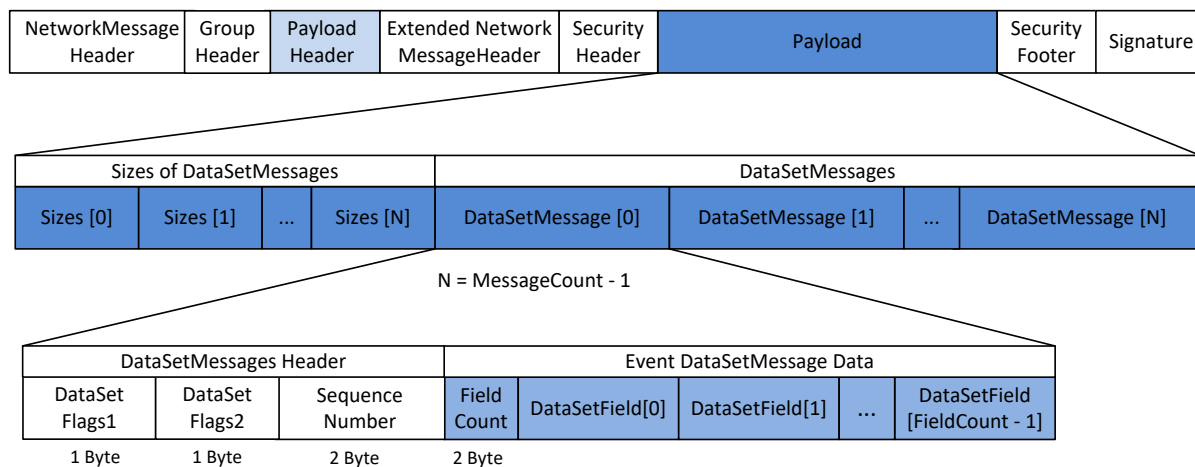 NetworkMessage Header
Group Header
Payload Header
Extended Network MessageHeader
Security Header
Payload
Security Footer
Signature
Sizes of DataSetMessages
DataSetMessages
Sizes [0]
Sizes [1]
...
Sizes [N]
DataSetMessage [0]
DataSetMessage [1]
...
DataSetMessage [N]
N = MessageCount - 1
DataSetMessages Header
Event DataSetMessage Data
DataSet Flags1
DataSet Flags2
Sequence Number
Field Count
DataSetField[0]
DataSetField[1]
...
DataSetField [FieldCount - 1]
1 Byte
1 Byte
2 Byte
2 Byte